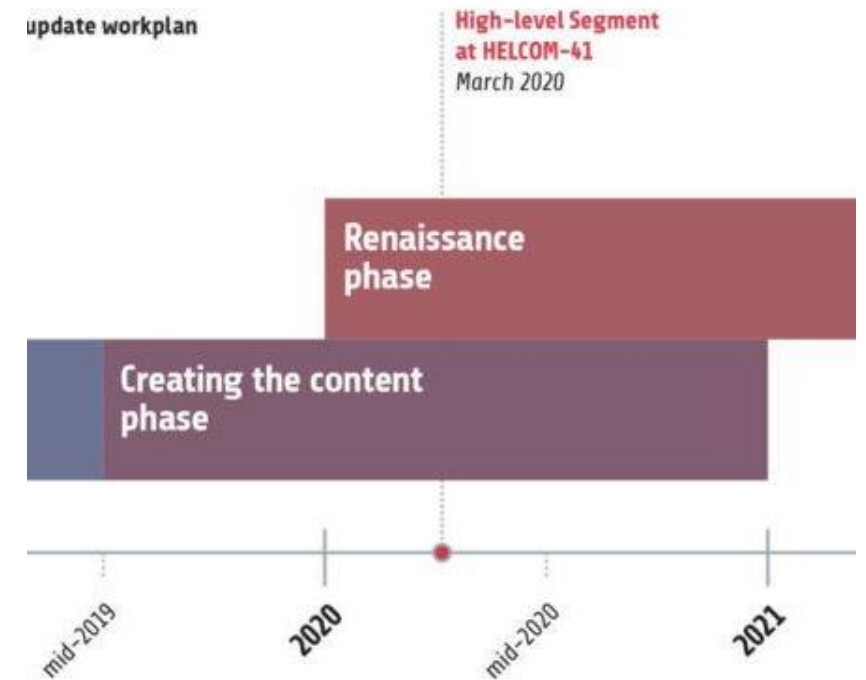 update workplan
High-level Segment
at HELCOM-41
March 2020
Renaissance
phase
Creating the content
phase
mid-2019
2020
mid-2020
2021